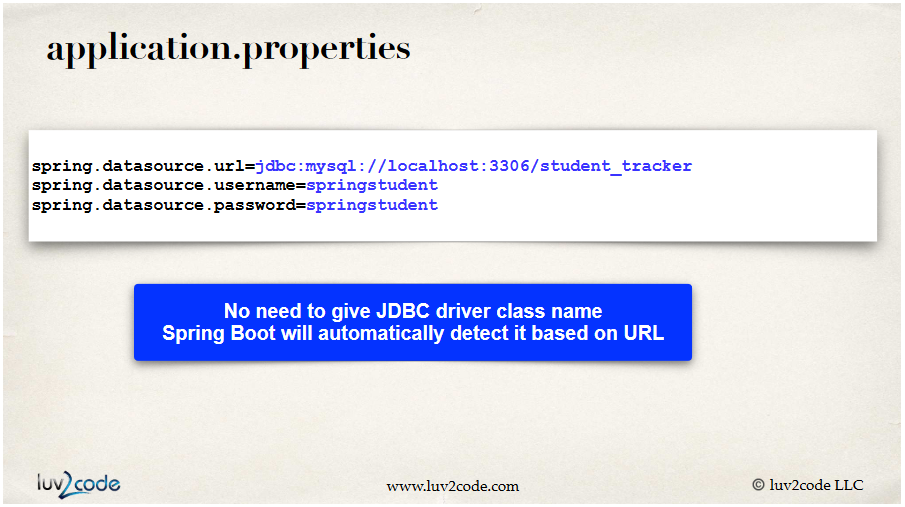 application.properties
spring.datasource.url=jdbc:mysql://localhost:3306/student_tracker
spring.datasource.username=springstudent
spring.datasource.password=springstudent
No need to give JDBC driver class name
Spring Boot will automatically detect it based on URL
luv2code
www.luv2code.com
© luv2code LLC